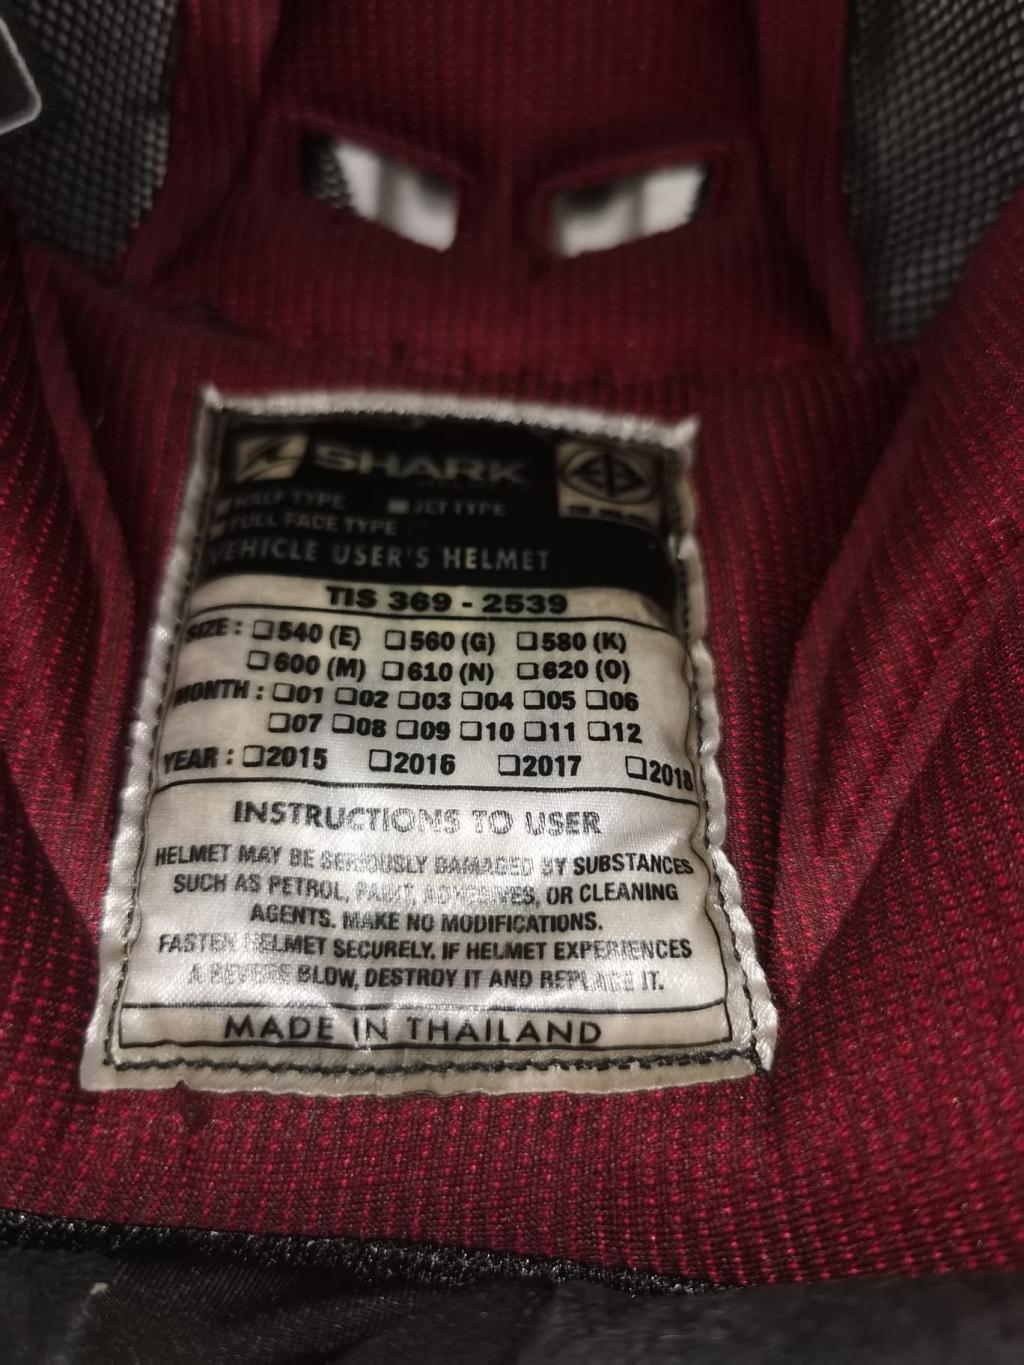 SHARK
HALF TYPE JET TYPE
FULL FACE TYPE
VEHICLE USER'S HELMET
TIS 369 - 2539
SIZE : ❏540 (E) ❏560 (G) ❏580 (K)
❏600 (M) ❏610 (N) ❏620 (O)
MONTH : ❏01 ❏02 ❏03 ❏04 ❏05 ❏06
❏07 ❏08 ❏09 ❏10 ❏11 ❏12
YEAR : ❏2015 ❏2016 ❏2017 ❏2018
INSTRUCTIONS TO USER
HELMET MAY BE SERIOUSLY DAMAGED BY SUBSTANCES
SUCH AS PETROL, PAINT, ADHESIVES, OR CLEANING
AGENTS. MAKE NO MODIFICATIONS.
FASTEN HELMET SECURELY. IF HELMET EXPERIENCES
A SEVERE BLOW, DESTROY IT AND REPLACE IT.
MADE IN THAILAND